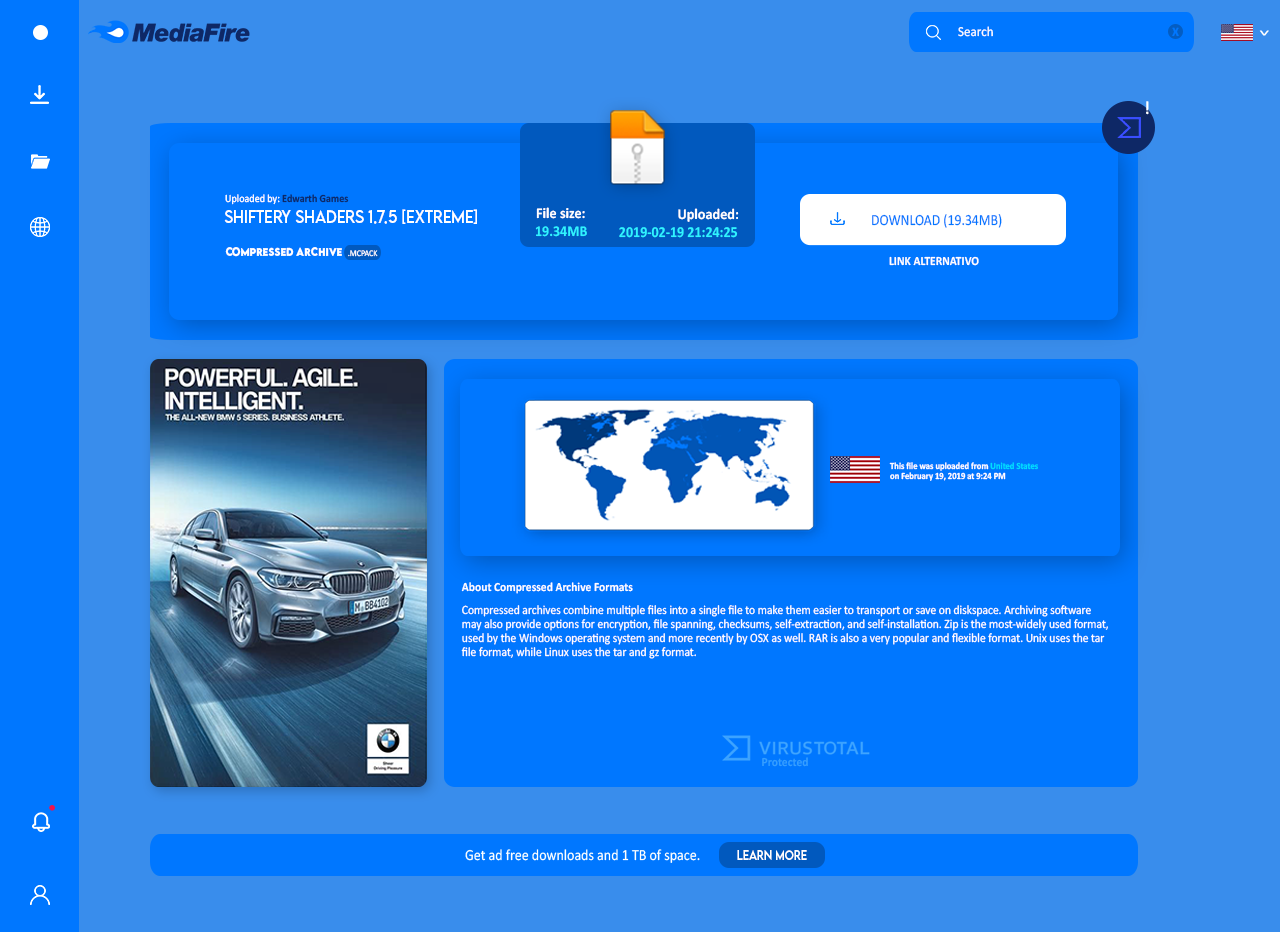 MediaFire
Search
X
!
Uploaded by: Edwarth Games
SHIFTERY SHADERS 1,7,5 [EXTREME]
COMPRESSED ARCHIVE .MCPACK
File size:
19.34MB
Uploaded:
2019-02-19 21:24:25
DOWNLOAD (19.34MB)
LINK ALTERNATIVO
POWERFUL. AGILE.
INTELLIGENT.
THE ALL-NEW BMW 5 SERIES. BUSINESS ATHLETE.
M BB4102
BMW
Sheer
Driving Pleasure
This file was uploaded from United States
on February 19, 2019 at 9:24 PM
About Compressed Archive Formats
Compressed archives combine multiple files into a single file to make them easier to transport or save on diskspace. Archiving software
may also provide options for encryption, file spanning, checksums, self-extraction, and self-installation. Zip is the most-widely used format,
used by the Windows operating system and more recently by OSX as well. RAR is also a very popular and flexible format. Unix uses the tar
file format, while Linux uses the tar and gz format.
VIRUSTOTAL
Protected
Get ad free downloads and 1 TB of space.
LEARN MORE